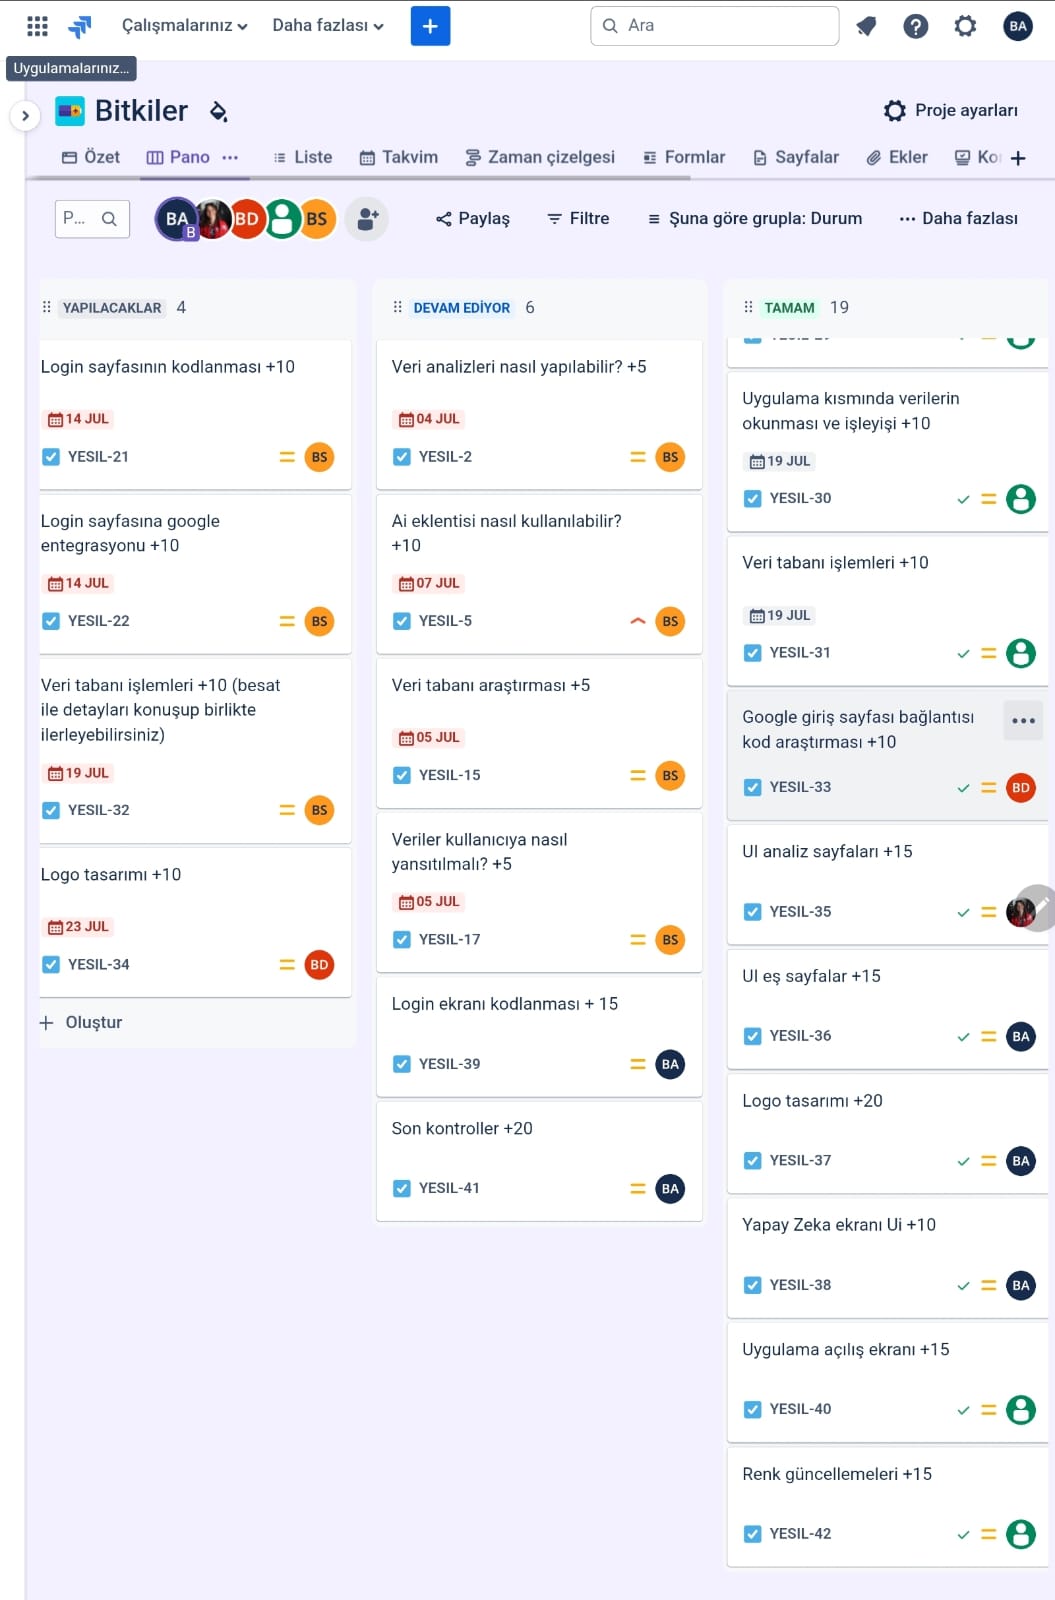 Çalışmalarınız
Daha fazlası
Ara
BA
Uygulamalarınız...
Bitkiler
Proje ayarları
Özet
Pano
Liste
Takvim
Zaman çizelgesi
Formlar
Sayfalar
Ekler
P...
BA
B
BD
BS
Paylaş
Filtre
Şuna göre grupla: Durum
Daha fazlası
YAPILACAKLAR 4
Login sayfasının kodlanması +10
14 JUL
YESIL-21
BS
Login sayfasına google
entegrasyonu +10
14 JUL
YESIL-22
BS
Veri tabanı işlemleri +10 (besat
ile detayları konuşup birlikte
ilerleyebilirsiniz)
19 JUL
YESIL-32
BS
Logo tasarımı +10
23 JUL
YESIL-34
BD
Oluştur
DEVAM EDİYOR 6
Veri analizleri nasıl yapılabilir? +5
04 JUL
YESIL-2
BS
Ai eklentisi nasıl kullanılabilir?
+10
07 JUL
YESIL-5
BS
Veri tabanı araştırması +5
05 JUL
YESIL-15
BS
Veriler kullanıcıya nasıl
yansıtılmalı? +5
05 JUL
YESIL-17
BS
Login ekranı kodlanması + 15
YESIL-39
BA
Son kontroller +20
YESIL-41
BA
TAMAM 19
Uygulama kısmında verilerin
okunması ve işleyişi +10
19 JUL
YESIL-30
Veri tabanı işlemleri +10
19 JUL
YESIL-31
Google giriş sayfası bağlantısı
kod araştırması +10
YESIL-33
BD
UI analiz sayfaları +15
YESIL-35
UI eş sayfalar +15
YESIL-36
BA
Logo tasarımı +20
YESIL-37
BA
Yapay Zeka ekranı Ui +10
YESIL-38
BA
Uygulama açılış ekranı +15
YESIL-40
Renk güncellemeleri +15
YESIL-42